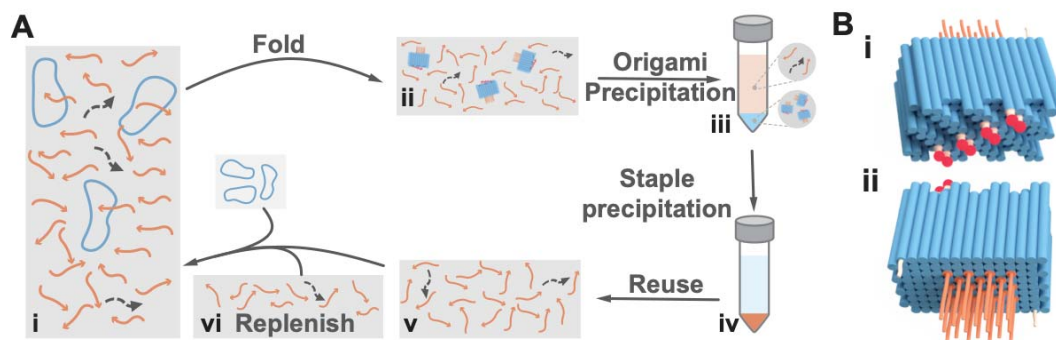 A
Fold
Origami
Precipitation
i
ii
iii
Staple
precipitation
Reuse
iv
v
vi
Replenish
B
i
ii